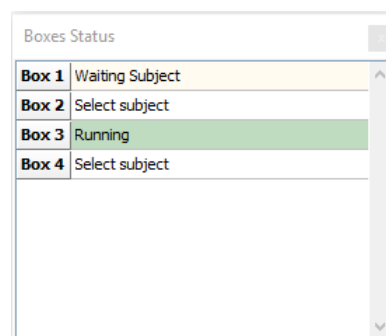 Boxes Status
Box 1 Waiting Subject
Box 2 Select subject
Box 3 Running
Box 4 Select subject